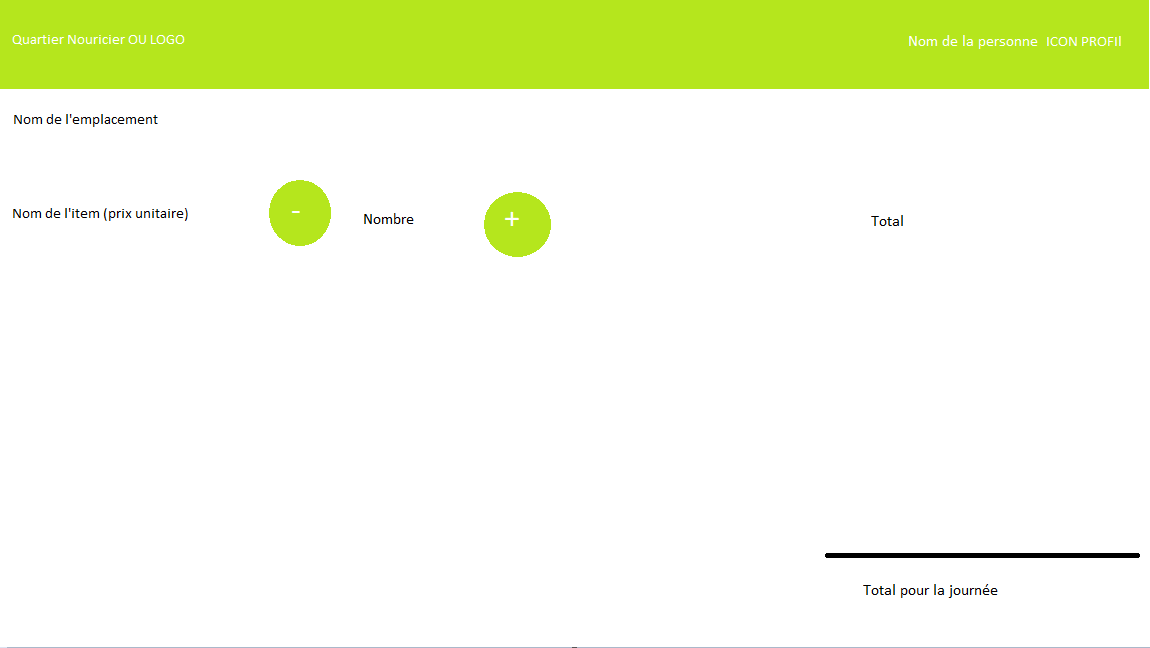 Quartier Nouricier OU LOGO
Nom de la personne ICON PROFIl
Nom de l'emplacement
Nom de l'item (prix unitaire) - Nombre + Total
Total pour la journée